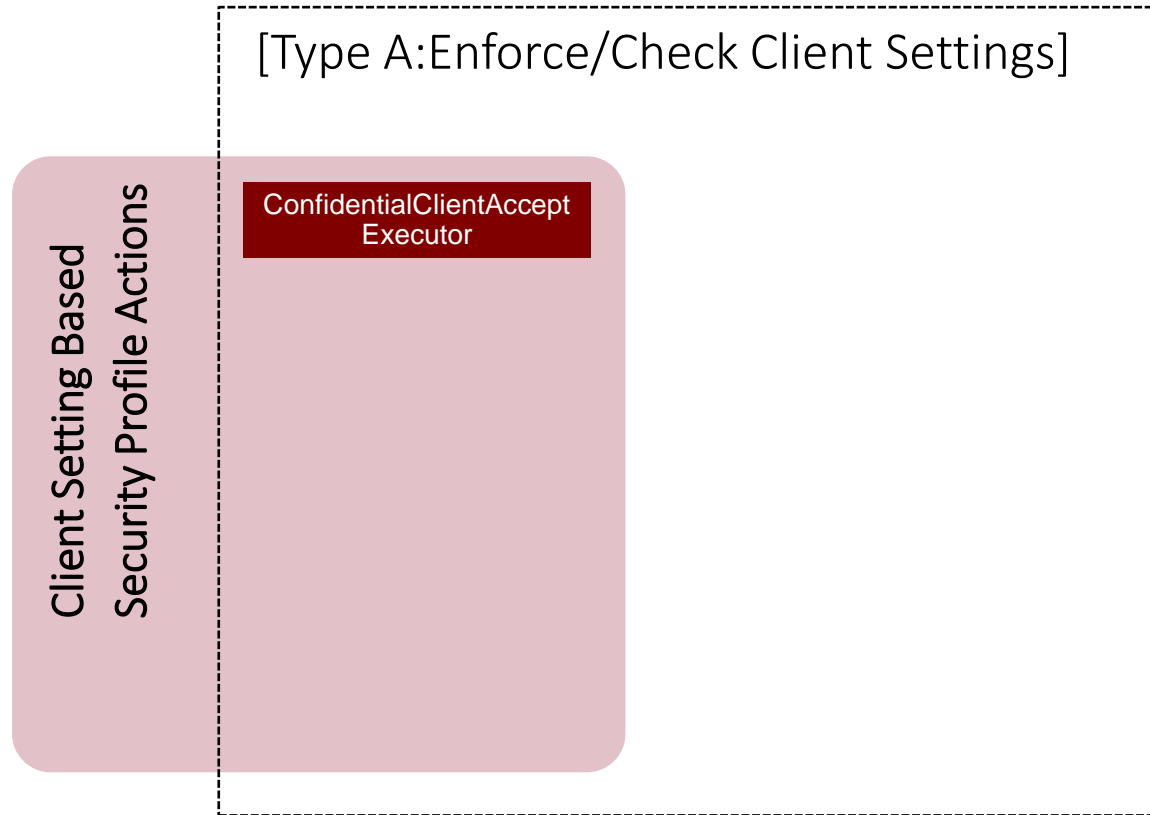 [Type A:Enforce/Check Client Settings]
Client Setting Based
Security Profile Actions
ConfidentialClientAccept
Executor